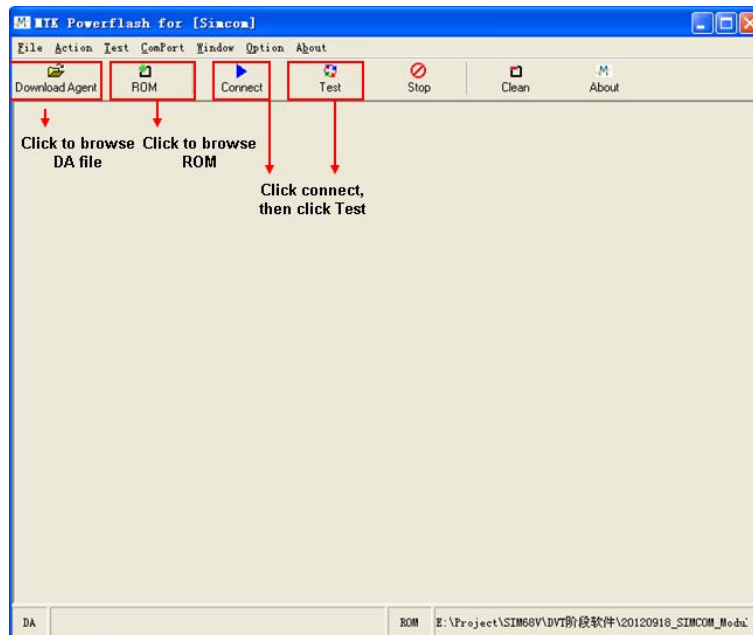 MTK Powerflash for [Simcom]
File Action Test ComPort Window Option About
Download Agent ROM Connect Test Stop Clean About
Click to browse DA file
Click to browse ROM
Click connect,
then click Test
DA ROM E:\Project\SIM68V\DVT阶段软件\20120918_SIMCOM_Modu